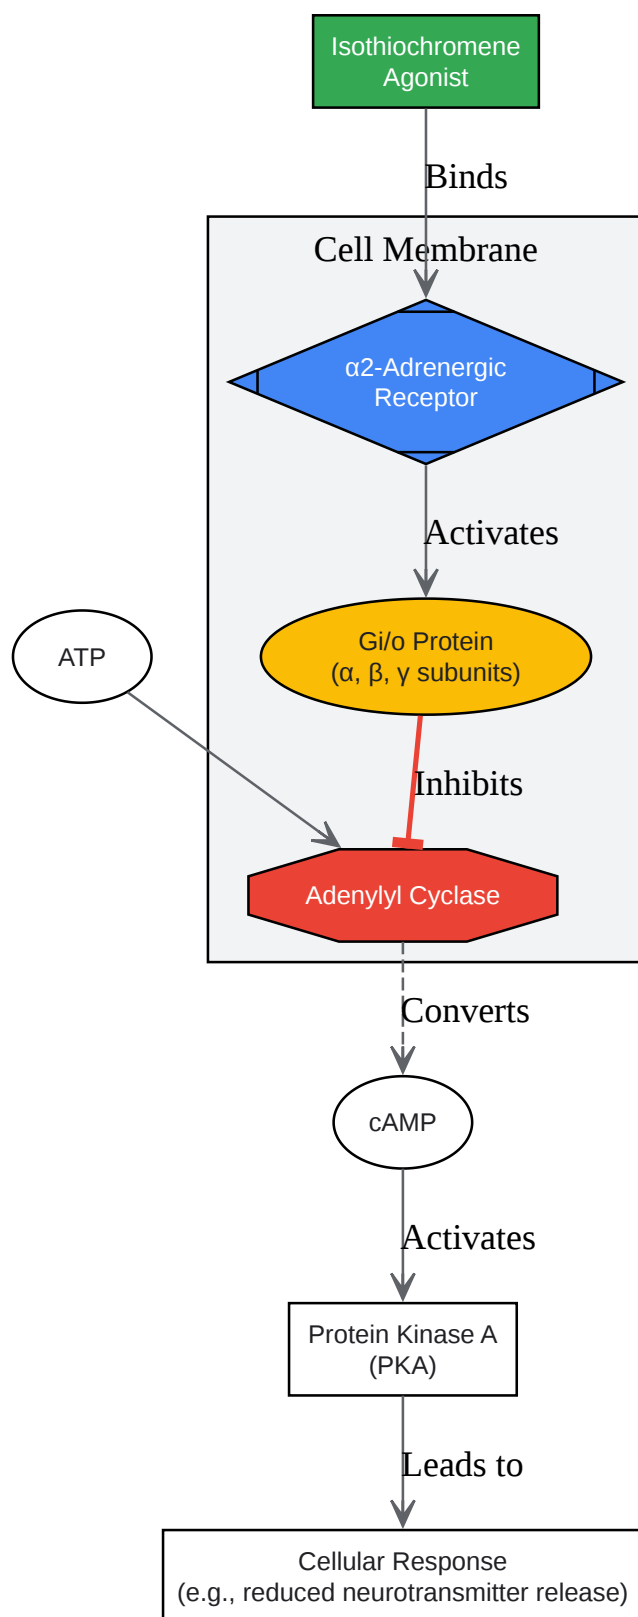 Isothiochromene
Agonist
Binds
Cell Membrane
α2-Adrenergic
Receptor
Activates
ATP
Gi/o Protein
(α, β, γ subunits)
Inhibits
Adenylyl Cyclase
Converts
cAMP
Activates
Protein Kinase A
(PKA)
Leads to
Cellular Response
(e.g., reduced neurotransmitter release)